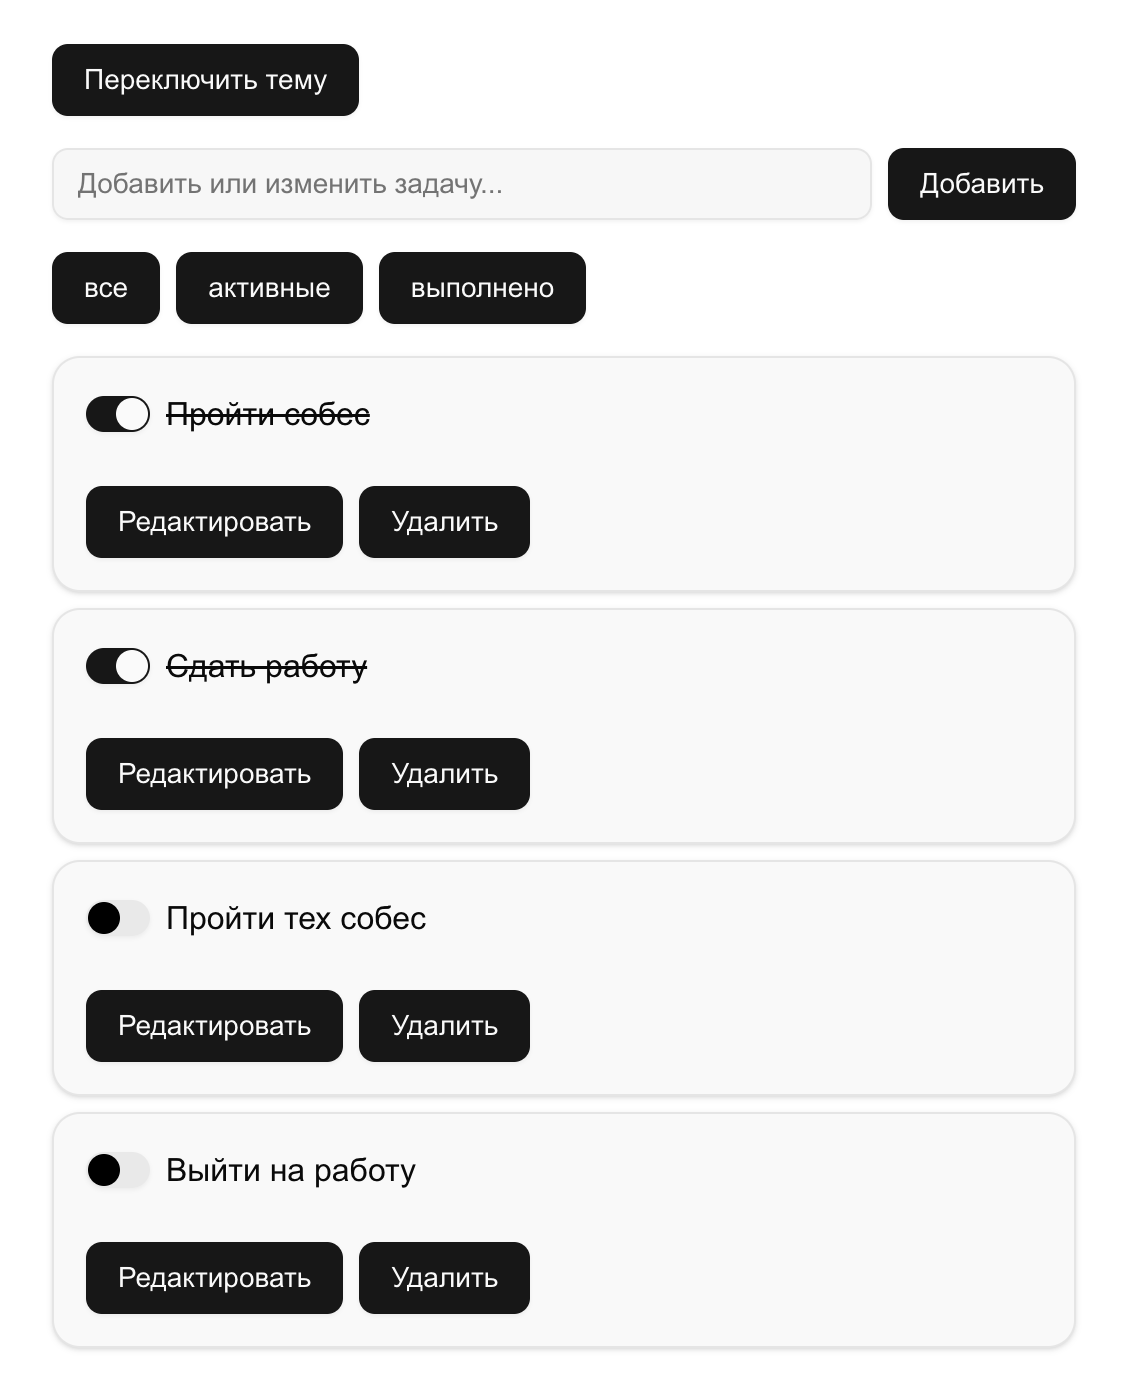 Переключить тему
Добавить или изменить задачу... Добавить
все активные выполнено
Пройти собес
Редактировать Удалить
Сдать работу
Редактировать Удалить
Пройти тех собес
Редактировать Удалить
Выйти на работу
Редактировать Удалить